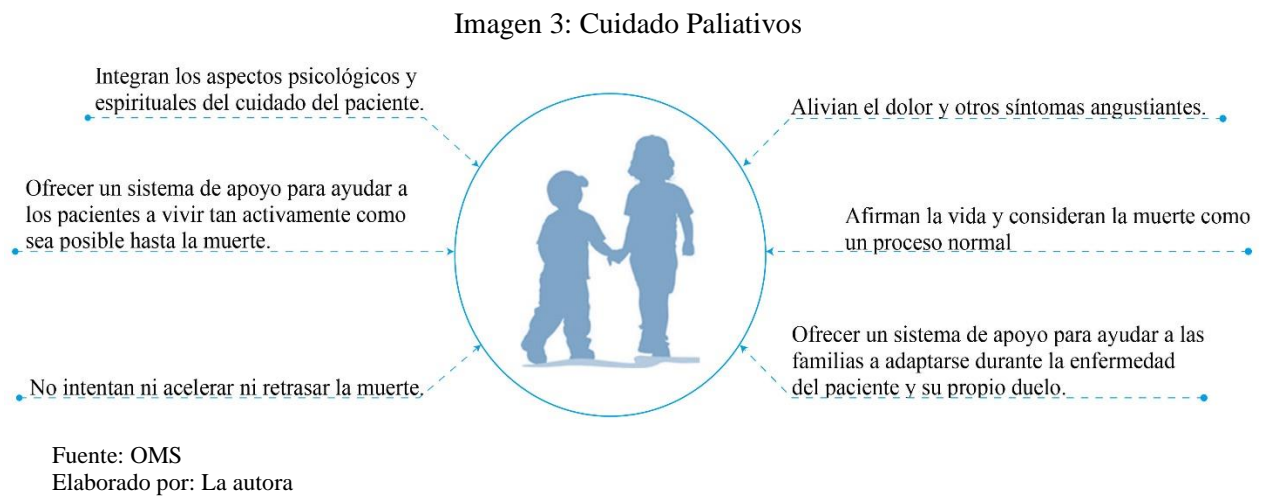 Imagen 3: Cuidado Paliativos
Integran los aspectos psicológicos y
espirituales del cuidado del paciente.
Ofrecer un sistema de apoyo para ayudar a
los pacientes a vivir tan activamente como
sea posible hasta la muerte.
No intentan ni acelerar ni retrasar la muerte.
Alivian el dolor y otros síntomas angustiantes.
Afirman la vida y consideran la muerte como
un proceso normal
Ofrecer un sistema de apoyo para ayudar a las
familias a adaptarse durante la enfermedad
del paciente y su propio duelo.
Fuente: OMS
Elaborado por: La autora